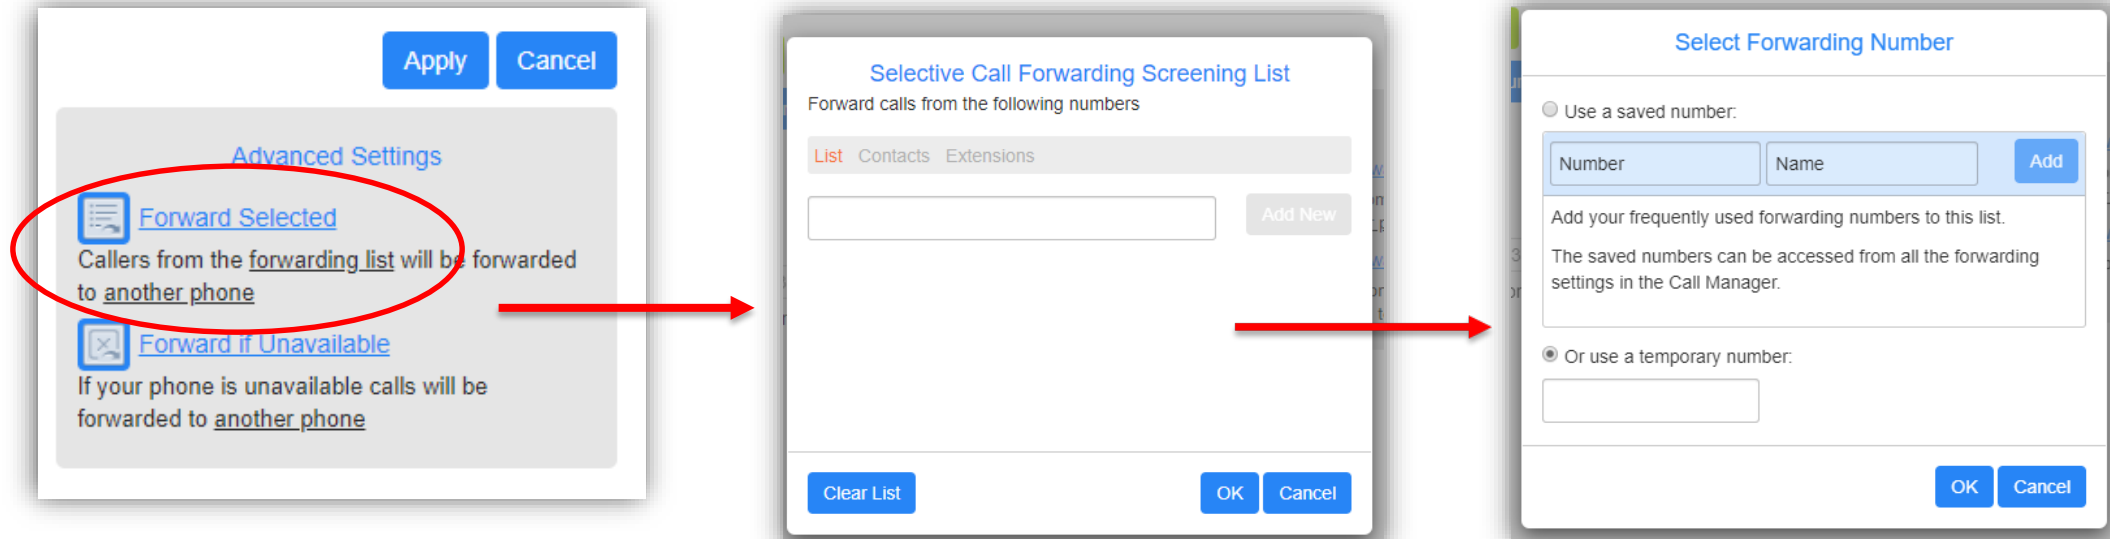 Apply Cancel
Advanced Settings
Forward Selected
Callers from the forwarding list will be forwarded
to another phone
Forward if Unavailable
If your phone is unavailable calls will be
forwarded to another phone
Selective Call Forwarding Screening List
Forward calls from the following numbers
List Contacts Extensions
Add New
Clear List OK Cancel
Select Forwarding Number
Use a saved number:
Number Name Add
Add your frequently used forwarding numbers to this list.
The saved numbers can be accessed from all the forwarding
settings in the Call Manager.
Or use a temporary number:
OK Cancel